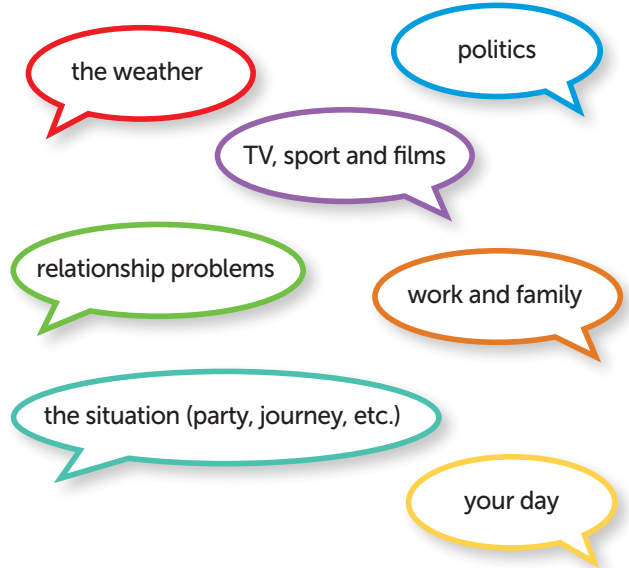 the weather
politics
TV, sport and films
relationship problems
work and family
the situation (party, journey, etc.)
your day